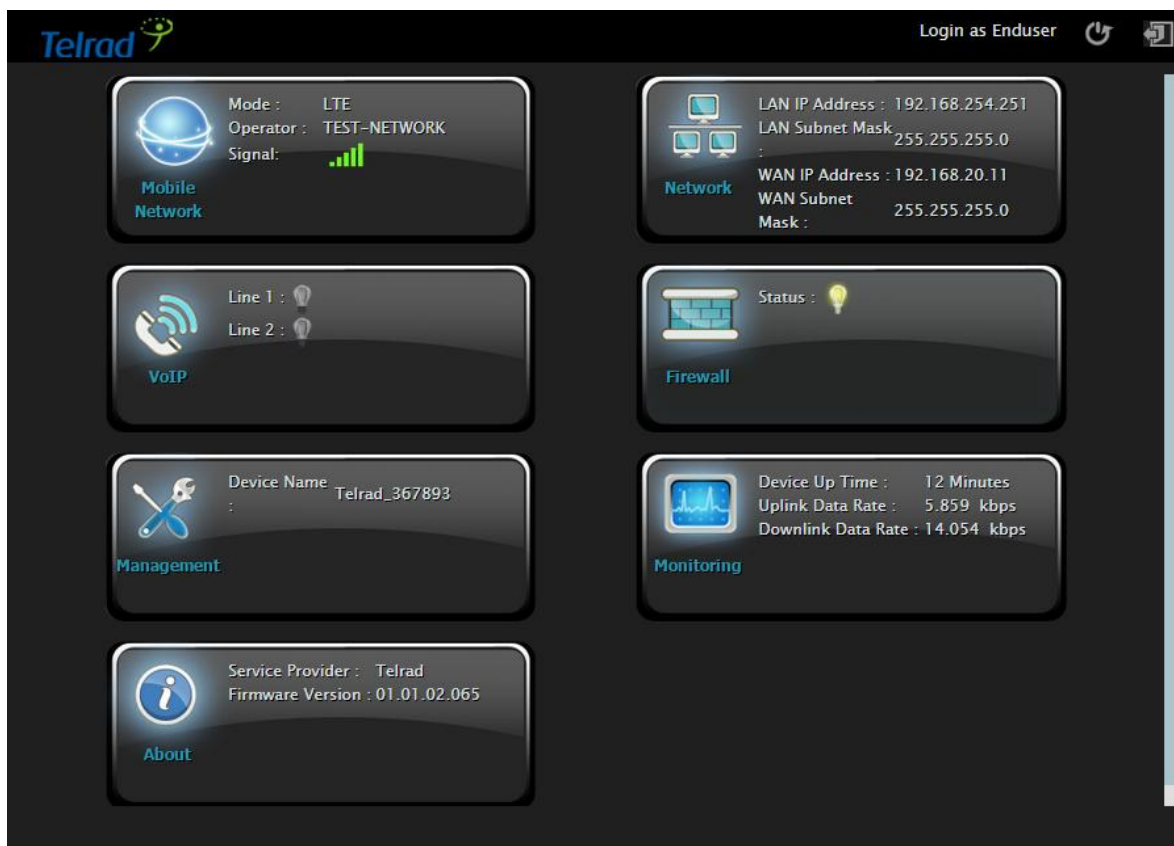 Telrad
Login as Enduser
Mode : LTE
Operator : TEST-NETWORK
Signal:
Mobile
Network
LAN IP Address : 192.168.254.251
LAN Subnet Mask
: 255.255.255.0
WAN IP Address : 192.168.20.11
WAN Subnet
Mask : 255.255.255.0
Network
Line 1 :
Line 2 :
VoIP
Status :
Firewall
Device Name
: Telrad_367893
Management
Device Up Time : 12 Minutes
Uplink Data Rate : 5.859 kbps
Downlink Data Rate : 14.054 kbps
Monitoring
Service Provider : Telrad
Firmware Version : 01.01.02.065
About